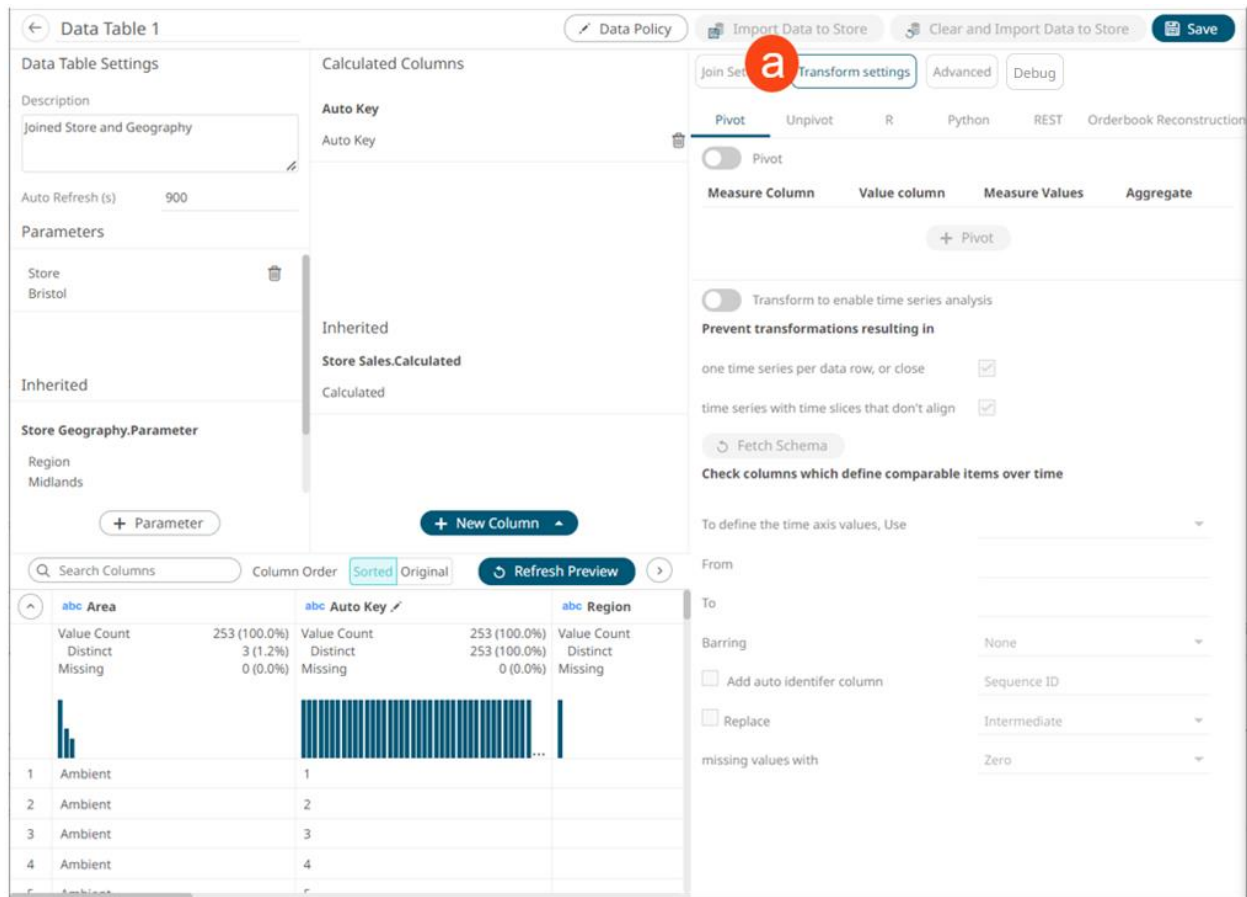 Data Table 1
Data Policy
Import Data to Store
Clear and Import Data to Store
Save
Data Table Settings
Description
Joined Store and Geography
Auto Refresh (s) 900
Parameters
Store
Bristol
Inherited
Store Geography.Parameter
Region
Midlands
+ Parameter
Calculated Columns
Auto Key
Auto Key
Inherited
Store Sales.Calculated
Calculated
+ New Column
Search Columns
Column Order Sorted Original
Refresh Preview
abc Area abc Auto Key abc Region
Value Count 253 (100.0%) Value Count 253 (100.0%) Value Count
Distinct 3 (1.2%) Distinct 253 (100.0%) Distinct
Missing 0 (0.0%) Missing 0 (0.0%) Missing
...
1 Ambient 1
2 Ambient 2
3 Ambient 3
4 Ambient 4
Join
a
Transform settings
Advanced
Debug
Pivot Unpivot R Python REST Orderbook Reconstruction
Pivot
Measure Column Value column Measure Values Aggregate
+ Pivot
Transform to enable time series analysis
Prevent transformations resulting in
one time series per data row, or close
time series with time slices that don't align
Fetch Schema
Check columns which define comparable items over time
To define the time axis values, Use
From
To
Barring None
Add auto identifer column Sequence ID
Replace Intermediate
missing values with Zero